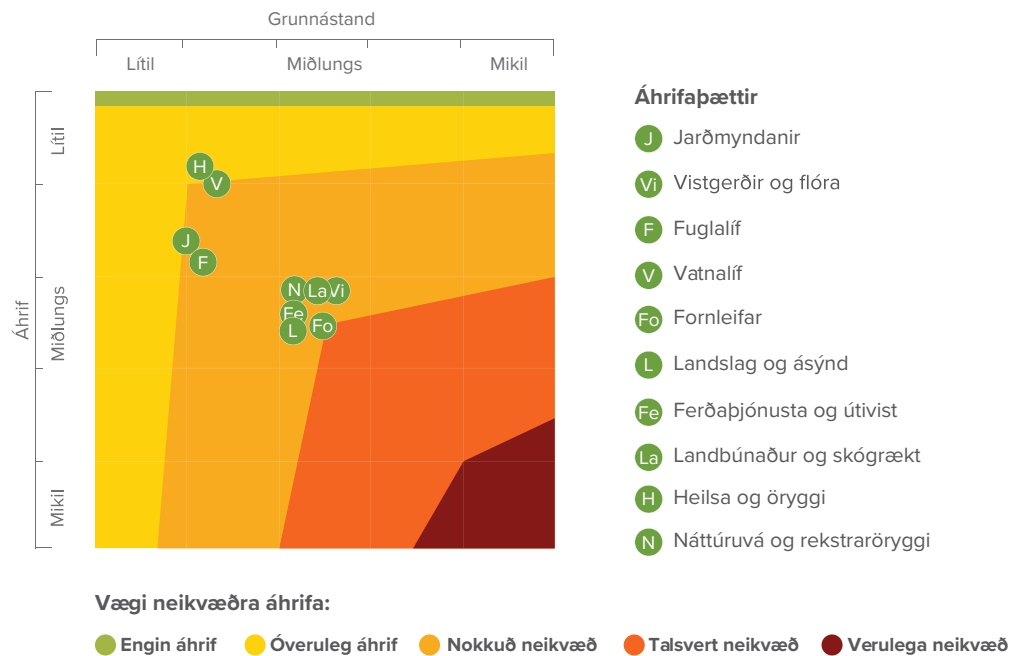 Grunnástand
Lítil
Miðlungs
Mikil
Áhrif
Lítil
Miðlungs
Mikil
H
V
J
F
N
La
Vi
Fe
L
Fo
Áhrifaþættir
J Jarðmyndanir
Vi Vistgerðir og flóra
F Fuglalíf
V Vatnalíf
Fo Fornleifar
L Landslag og ásýnd
Fe Ferðaþjónusta og útivist
La Landbúnaður og skógrækt
H Heilsa og öryggi
N Náttúruvá og rekstraröryggi
Vægi neikvæðra áhrifa:
Engin áhrif Óveruleg áhrif Nokkuð neikvæð Talsvert neikvæð Verulega neikvæð